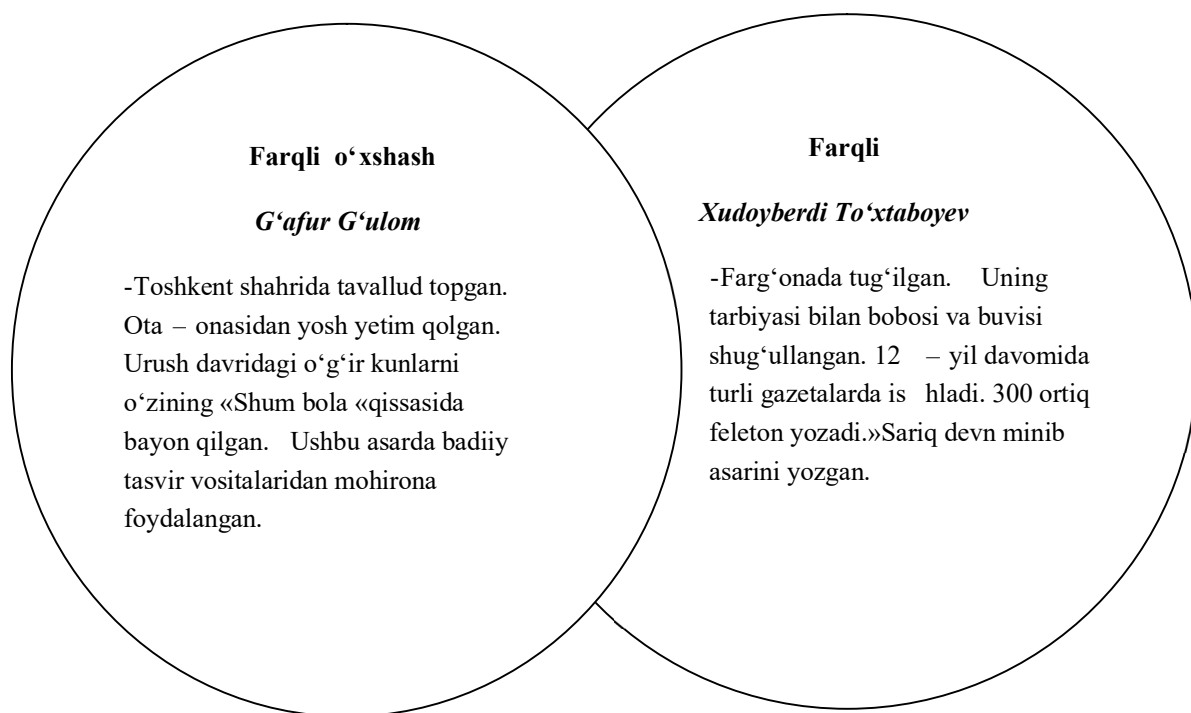 Farqli o‘xshash
G‘afur G‘ulom
-Toshkent shahrida tavallud topgan.
Ota – onasidan yosh yetim qolgan.
Urush davridagi o‘g‘ir kunlarni
o‘zining «Shum bola «qissasida
bayon qilgan. Ushbu asarda badiiy
tasvir vositalaridan mohirona
foydalangan.
Farqli
Xudoyberdi To‘xtaboyev
-Farg‘onada tug‘ilgan. Uning
tarbiyasi bilan bobosi va buvisi
shug‘ullangan. 12 – yil davomida
turli gazetalarda is hladi. 300 ortiq
feleton yozadi.»Sariq devn minib
asarini yozgan.